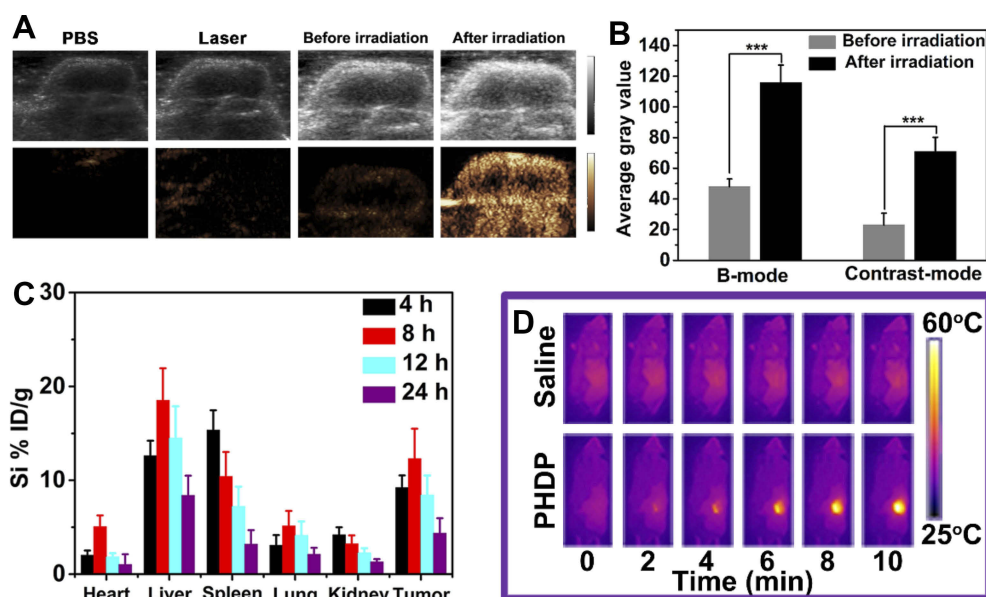 A
PBS
Laser
Before irradiation
After irradiation
B
140
120
100
80
60
40
20
0
Average gray value
***
***
Before irradiation
After irradiation
B-mode
Contrast-mode
C
30
20
10
0
Si % ID/g
4 h
8 h
12 h
24 h
Heart Liver Spleen Lung Kidney Tumor
D
Saline
PHDP
60°C
25°C
0 2 4 6 8 10
Time (min)